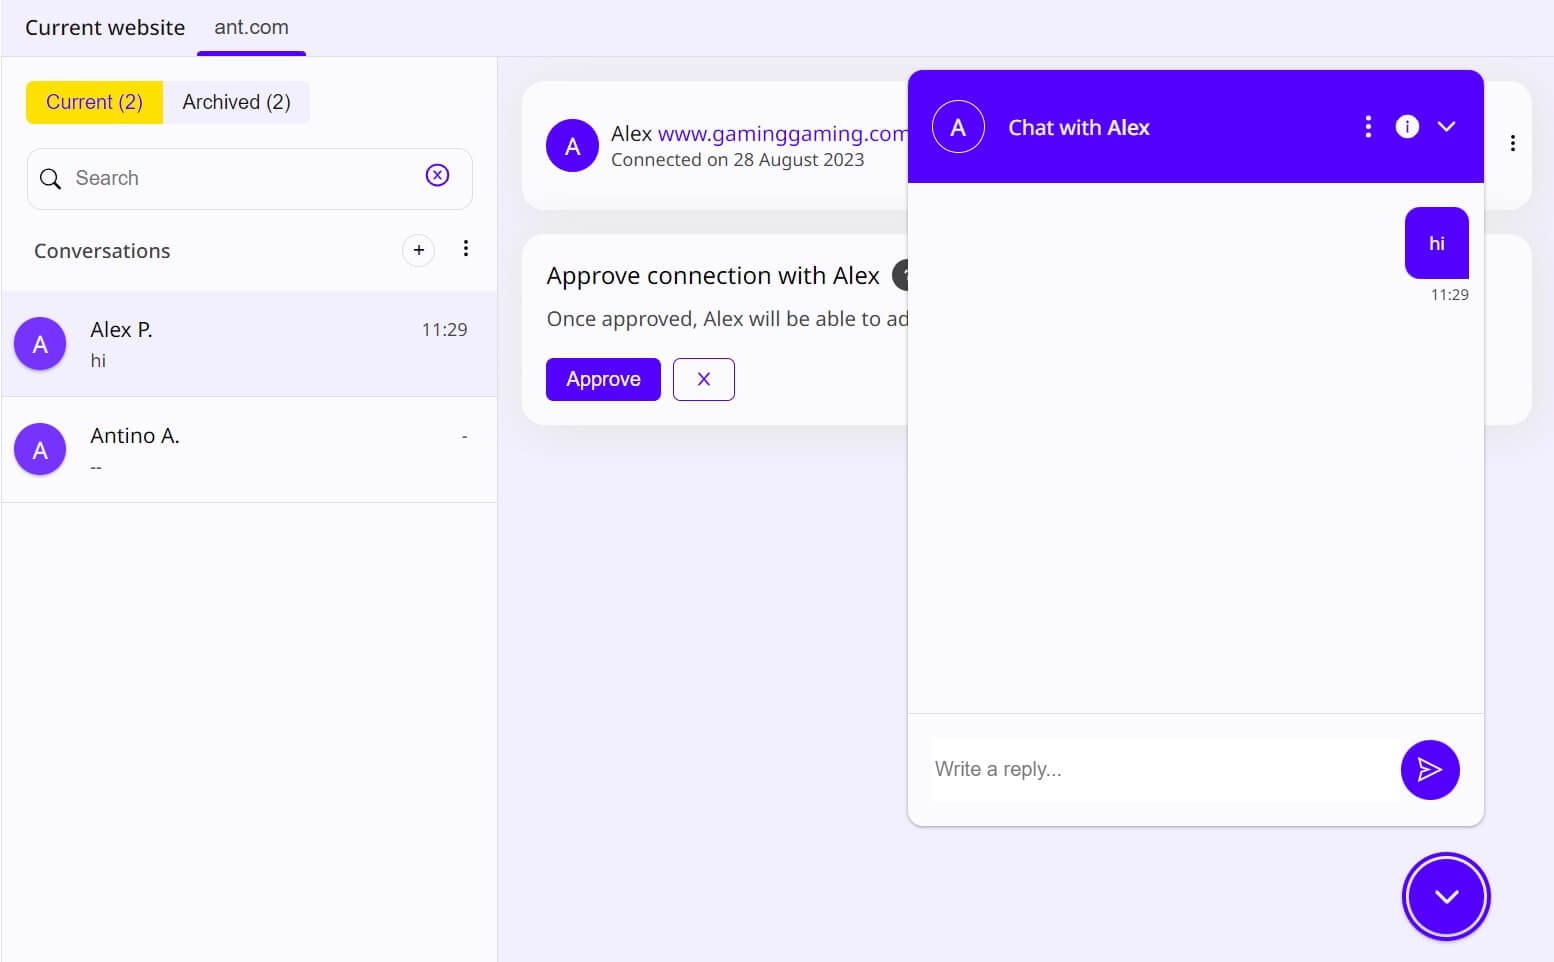 Current website
ant.com
Current (2)
Archived (2)
Search
Conversations
Alex P.
11:29
hi
Antino A.
-
--
A
A
A
Alex www.gaminggaming.com
Connected on 28 August 2023
Approve connection with Alex
Once approved, Alex will be able to ad
Approve
X
A
Chat with Alex
hi
11:29
Write a reply...